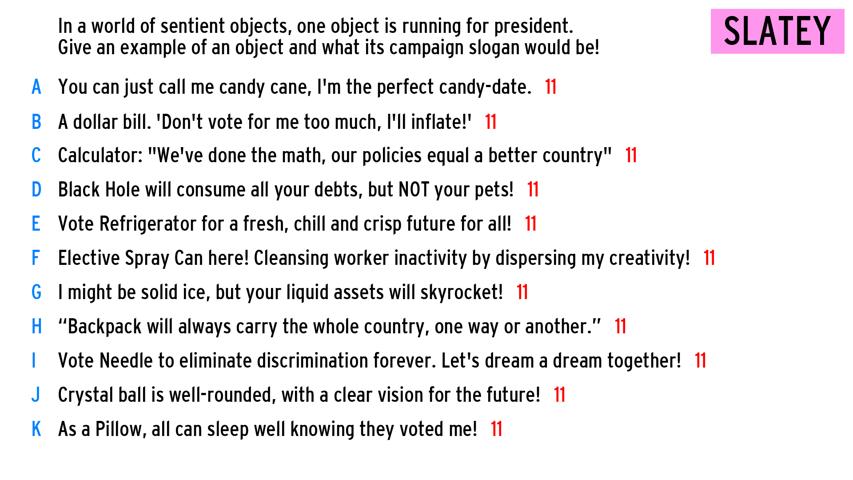 In a world of sentient objects, one object is running for president.
Give an example of an object and what its campaign slogan would be!
SLATEY
A You can just call me candy cane, I'm the perfect candy-date. 11
B A dollar bill. 'Don't vote for me too much, I'll inflate!' 11
C Calculator: "We've done the math, our policies equal a better country" 11
D Black Hole will consume all your debts, but NOT your pets! 11
E Vote Refrigerator for a fresh, chill and crisp future for all! 11
F Elective Spray Can here! Cleansing worker inactivity by dispersing my creativity! 11
G I might be solid ice, but your liquid assets will skyrocket! 11
H “Backpack will always carry the whole country, one way or another.” 11
I Vote Needle to eliminate discrimination forever. Let's dream a dream together! 11
J Crystal ball is well-rounded, with a clear vision for the future! 11
K As a Pillow, all can sleep well knowing they voted me! 11